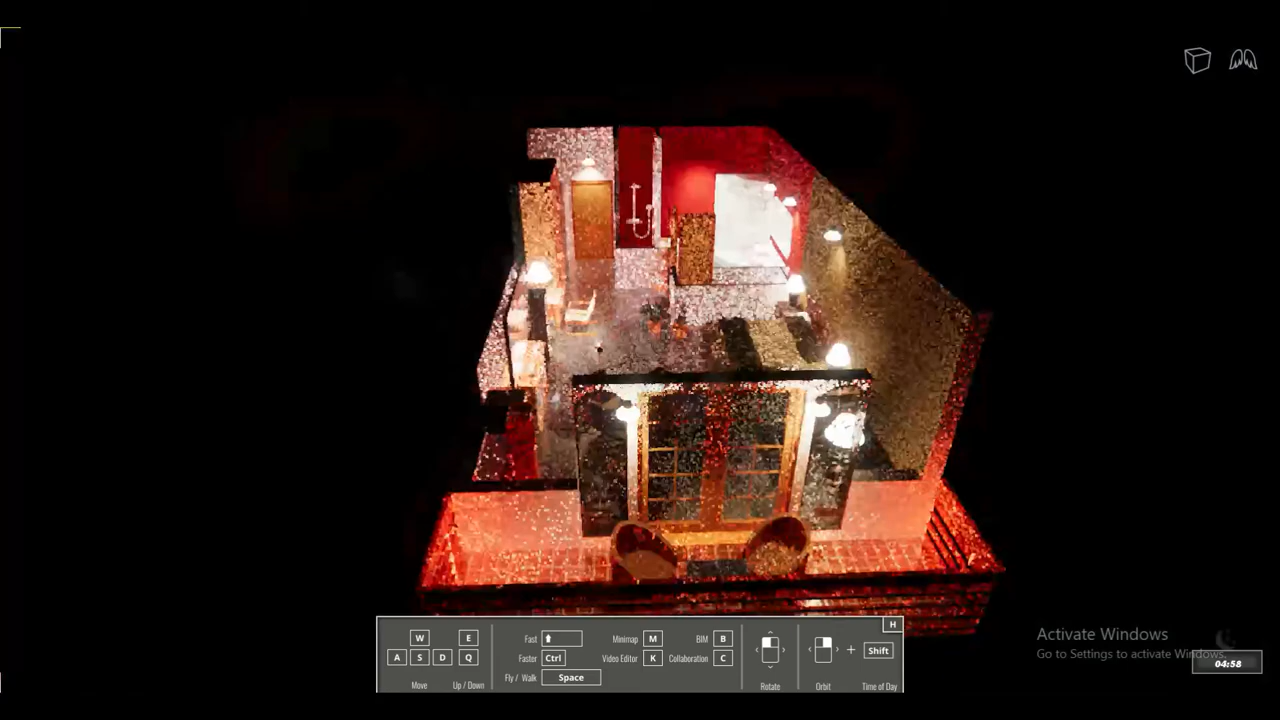 H
W E Fast Minimap M BIM B
A S D Q Faster Ctrl Video Editor K Collaboration C + Shift
Fly / Walk Space
Move Up / Down Rotate Orbit Time of Day
Activate Windows
Go to Settings to activate Windows.
04:58